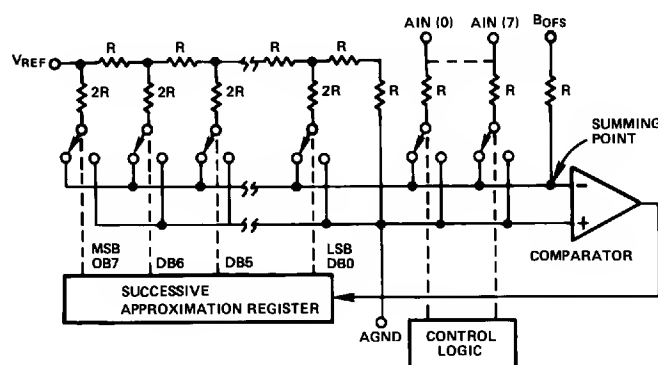 AIN (0) AIN (7) BOFS
VREF R R R R
2R 2R 2R 2R R R R R
SUMMING
POINT
−
+
COMPARATOR
MSB LSB
OB7 DB6 DB5 DB0
SUCCESSIVE
APPROXIMATION REGISTER
AGND
CONTROL
LOGIC